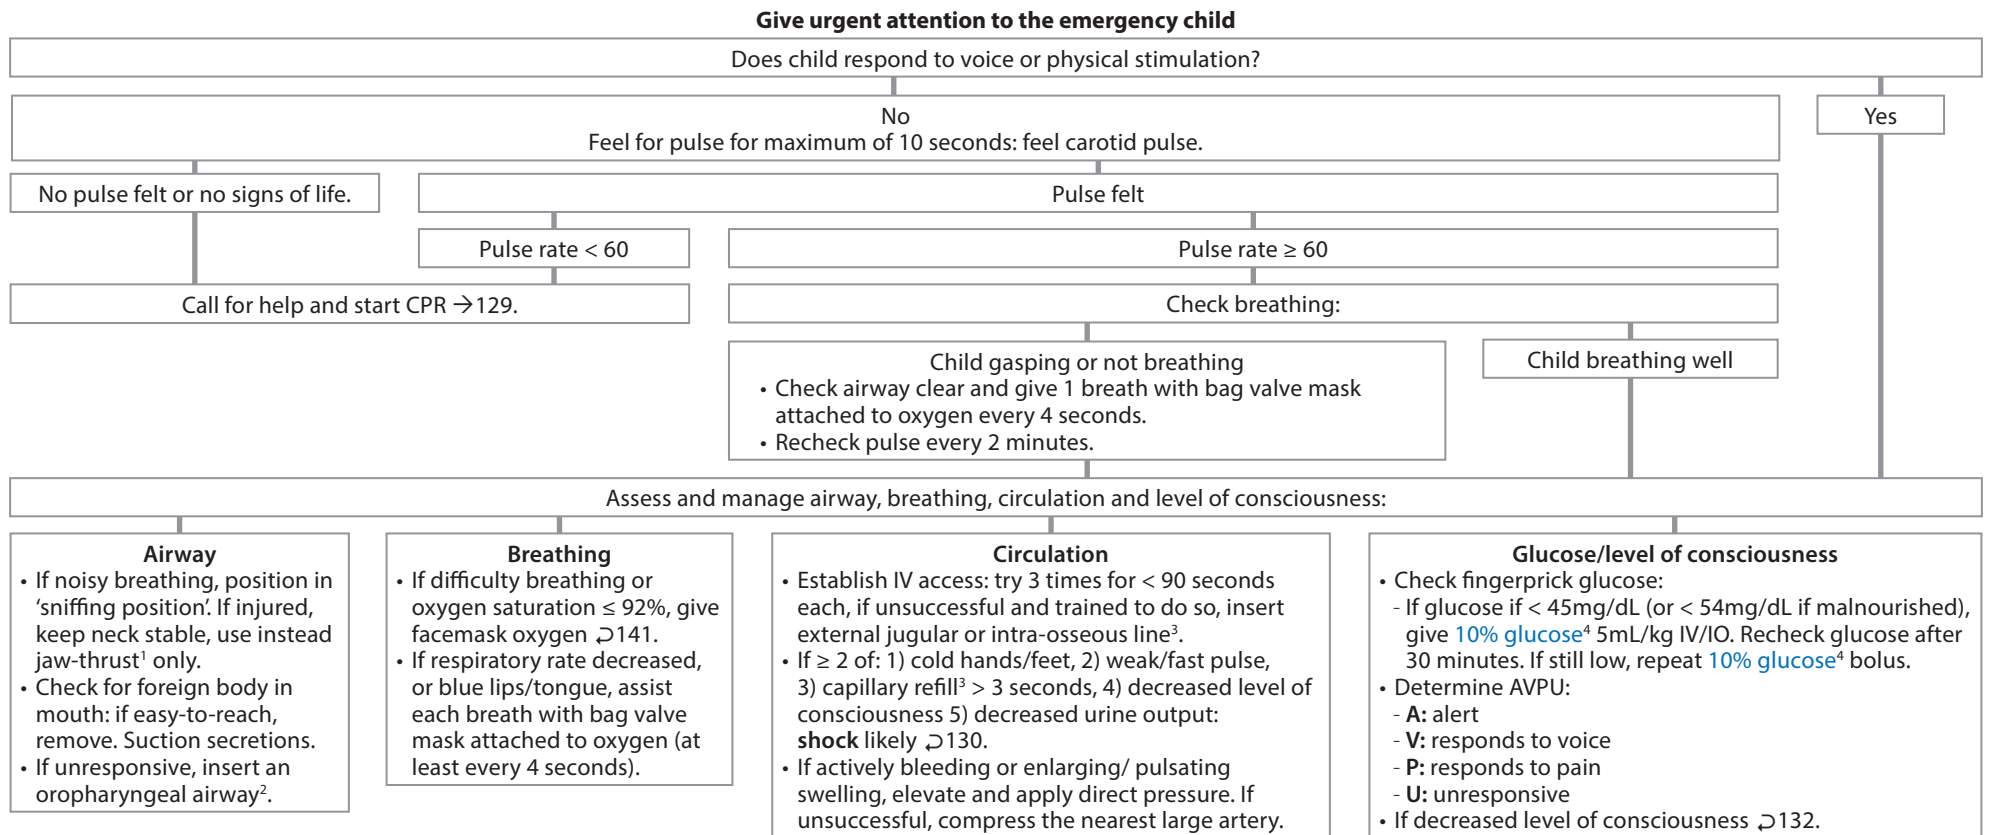 Give urgent attention to the emergency child
Does child respond to voice or physical stimulation?
No
Feel for pulse for maximum of 10 seconds: feel carotid pulse.
Yes
No pulse felt or no signs of life.
Pulse felt
Pulse rate < 60
Pulse rate ≥ 60
Call for help and start CPR →129.
Check breathing:
Child gasping or not breathing
• Check airway clear and give 1 breath with bag valve mask
attached to oxygen every 4 seconds.
• Recheck pulse every 2 minutes.
Child breathing well
Assess and manage airway, breathing, circulation and level of consciousness:
Airway
• If noisy breathing, position in
‘sniffing position’. If injured,
keep neck stable, use instead
jaw-thrust¹ only.
• Check for foreign body in
mouth: if easy-to-reach,
remove. Suction secretions.
• If unresponsive, insert an
oropharyngeal airway².
Breathing
• If difficulty breathing or
oxygen saturation ≤ 92%, give
facemask oxygen ⮌141.
• If respiratory rate decreased,
or blue lips/tongue, assist
each breath with bag valve
mask attached to oxygen (at
least every 4 seconds).
Circulation
• Establish IV access: try 3 times for < 90 seconds
each, if unsuccessful and trained to do so, insert
external jugular or intra-osseous line³.
• If ≥ 2 of: 1) cold hands/feet, 2) weak/fast pulse,
3) capillary refill³ > 3 seconds, 4) decreased level of
consciousness 5) decreased urine output:
shock likely ⮌130.
• If actively bleeding or enlarging/ pulsating
swelling, elevate and apply direct pressure. If
unsuccessful, compress the nearest large artery.
Glucose/level of consciousness
• Check fingerprick glucose:
- If glucose if < 45mg/dL (or < 54mg/dL if malnourished),
give 10% glucose⁴ 5mL/kg IV/IO. Recheck glucose after
30 minutes. If still low, repeat 10% glucose⁴ bolus.
• Determine AVPU:
- A: alert
- V: responds to voice
- P: responds to pain
- U: unresponsive
• If decreased level of consciousness ⮌132.